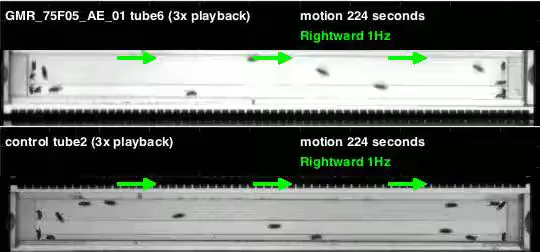 GMR_75F05_AE_01 tube6 (3x playback)
motion 224 seconds
Rightward 1Hz
control tube2 (3x playback)
motion 224 seconds
Rightward 1Hz